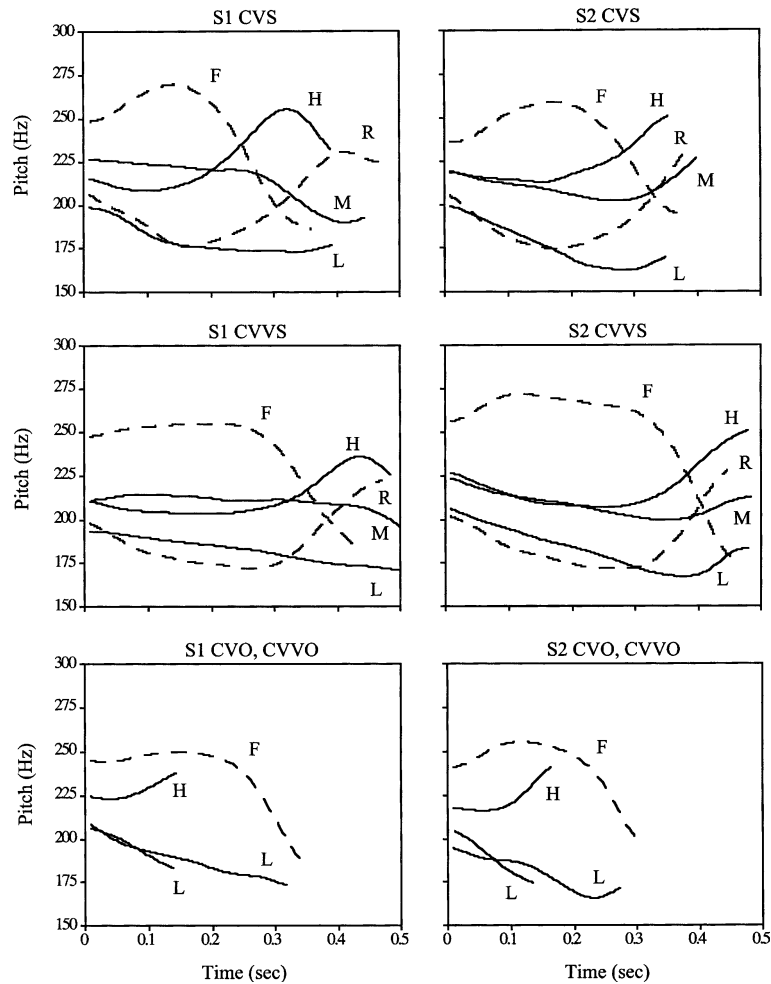 S1 CVS
S2 CVS
300
275
250
225
200
175
150
Pitch (Hz)
F
H
R
M
L
F
H
R
M
L
S1 CVVS
S2 CVVS
300
275
250
225
200
175
150
Pitch (Hz)
F
H
R
M
L
F
H
R
M
L
S1 CVO, CVVO
S2 CVO, CVVO
300
275
250
225
200
175
150
Pitch (Hz)
F
H
L
L
F
H
L
L
0 0.1 0.2 0.3 0.4 0.5
0 0.1 0.2 0.3 0.4 0.5
Time (sec)
Time (sec)